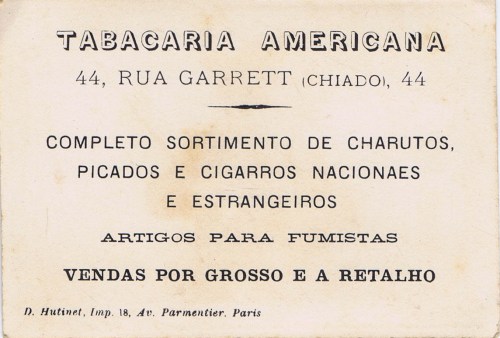 TABACARIA AMERICANA
44, RUA GARRETT (CHIADO), 44
COMPLETO SORTIMENTO DE CHARUTOS,
PICADOS E CIGARROS NACIONAES
E ESTRANGEIROS
ARTIGOS PARA FUMISTAS
VENDAS POR GROSSO E A RETALHO
D. Hutinet, Imp. 18, Av. Parmentier. Paris